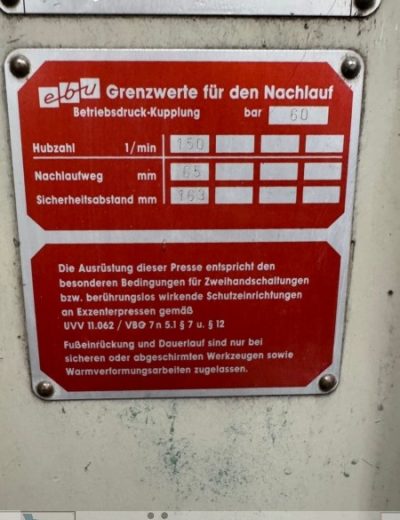 ebu Grenzwerte für den Nachlauf
Betriebsdruck-Kupplung bar 60
Hubzahl 1/min 150
Nachlaufweg mm 65
Sicherheitsabstand mm 163
Die Ausrüstung dieser Presse entspricht den
besonderen Bedingungen für Zweihandschaltungen
bzw. berührungslos wirkende Schutzeinrichtungen
an Exzenterpressen gemäß
UVV 11.062 / VBG 7 n 5.1 § 7 u. § 12
Fußeinrückung und Dauerlauf sind nur bei
sicheren oder abgeschirmten Werkzeugen sowie
Warmverformungsarbeiten zugelassen.